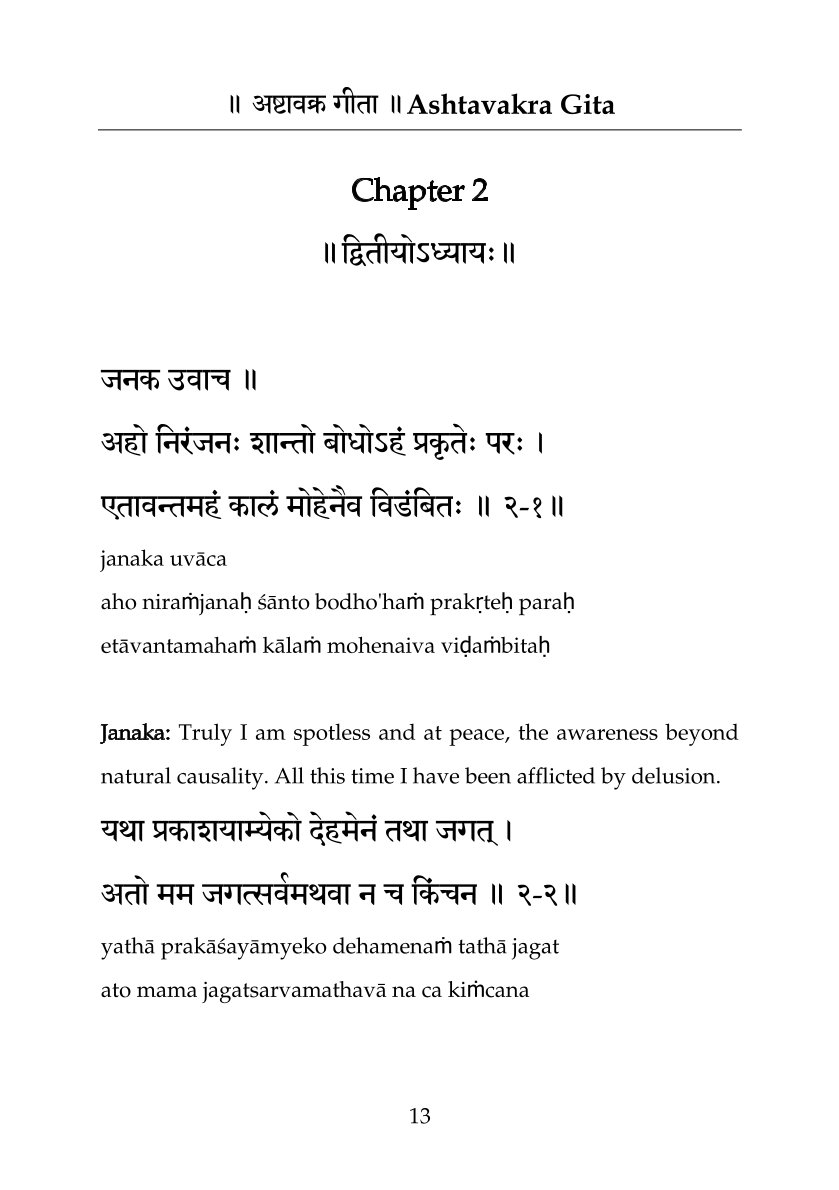 ॥ अष्टावक्र गीता ॥ Ashtavakra Gita
Chapter 2
॥ द्वितीयोऽध्यायः ॥
जनक उवाच ॥
अहो निरंजनः शान्तो बोधोऽहं प्रकृतेः परः ।
एतावन्तमहं कालं मोहेनैव विडंबितः ॥ २-१॥
janaka uvāca
aho niraṁjanaḥ śānto bodho'haṁ prakṛteḥ paraḥ
etāvantamahaṁ kālaṁ mohenaiva viḍaṁbitaḥ
Janaka: Truly I am spotless and at peace, the awareness beyond
natural causality. All this time I have been afflicted by delusion.
यथा प्रकाशयाम्येको देहमेनं तथा जगत् ।
अतो मम जगत्सर्वमथवा न च किंचन ॥ २-२॥
yathā prakāśayāmyeko dehamenaṁ tathā jagat
ato mama jagatsarvamathavā na ca kiṁcana
13